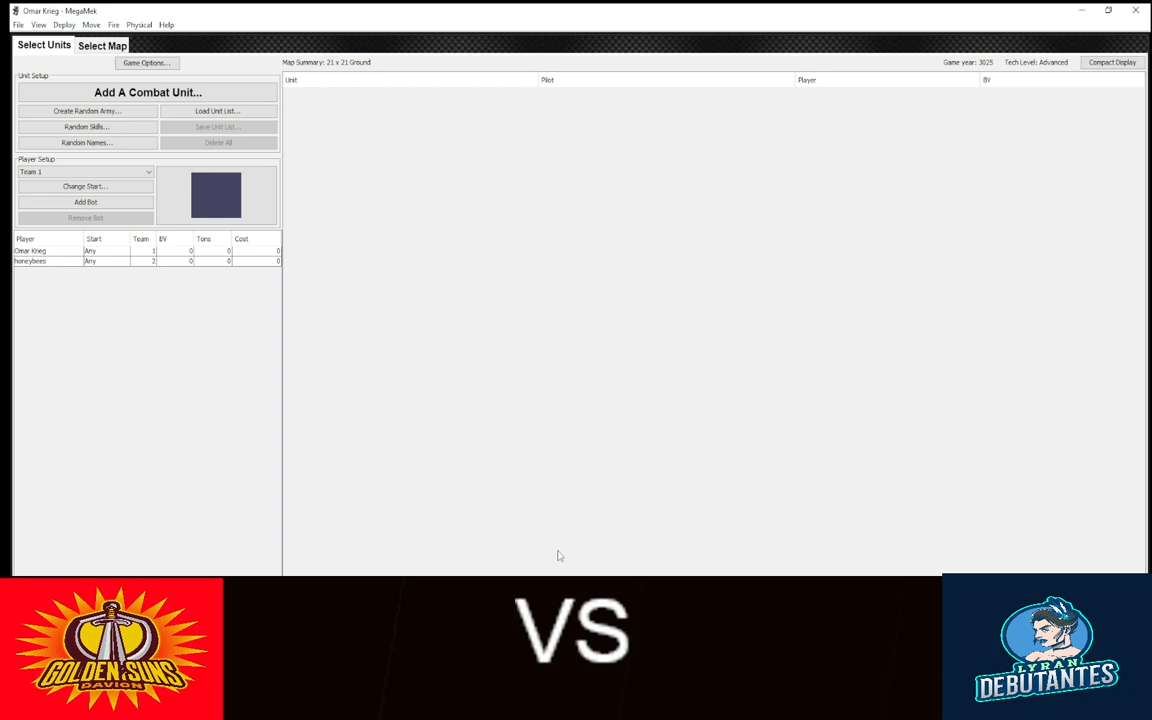 Omar Krieg - MegaMek
File View Deploy Move Fire Physical Help
Select Units Select Map
Game Options... Map Summary: 21 x 21 Ground Game year: 3025 Tech Level: Advanced Compact Display
Unit Setup
Unit Pilot Player BV
Add A Combat Unit...
Create Random Army... Load Unit List...
Random Skills... Save Unit List...
Random Names... Delete All
Player Setup
Team 1
Change Start...
Add Bot
Remove Bot
Player Start Team BV Tons Cost
Omar Krieg Any 1 0 0 0
honeybees Any 2 0 0 0
VS
GOLDEN SUNS
DAVION
LYRAN
DEBUTANTES